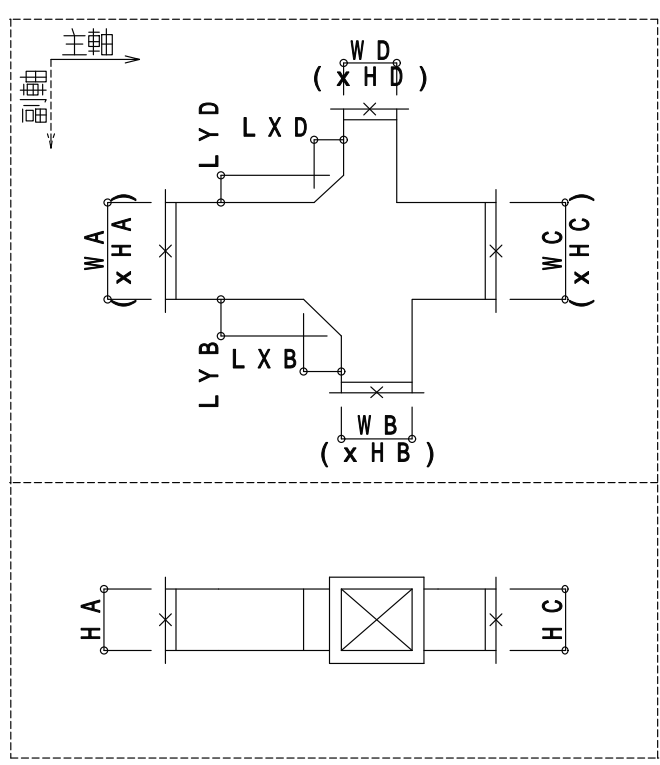 主軸
副軸
W D
( x H D )
L Y D
L X D
W A
( x H A )
W C
( x H C )
L X B
L Y B
W B
( x H B )
H A
H C